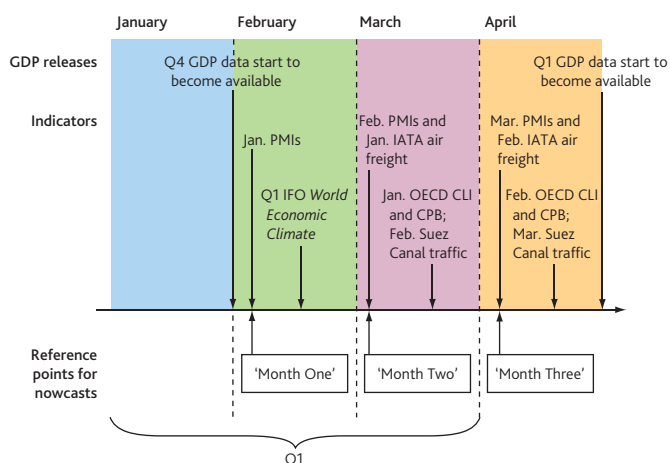 January February March April
GDP releases
Q4 GDP data start to
become available
Q1 GDP data start to
become available
Indicators
Jan. PMIs
Feb. PMIs and
Jan. IATA air
freight
Mar. PMIs and
Feb. IATA air
freight
Q1 IFO World
Economic
Climate
Jan. OECD CLI
and CPB;
Feb. Suez
Canal traffic
Feb. OECD CLI
and CPB;
Mar. Suez
Canal traffic
Reference
points for
nowcasts
‘Month One’
‘Month Two’
‘Month Three’
Q1